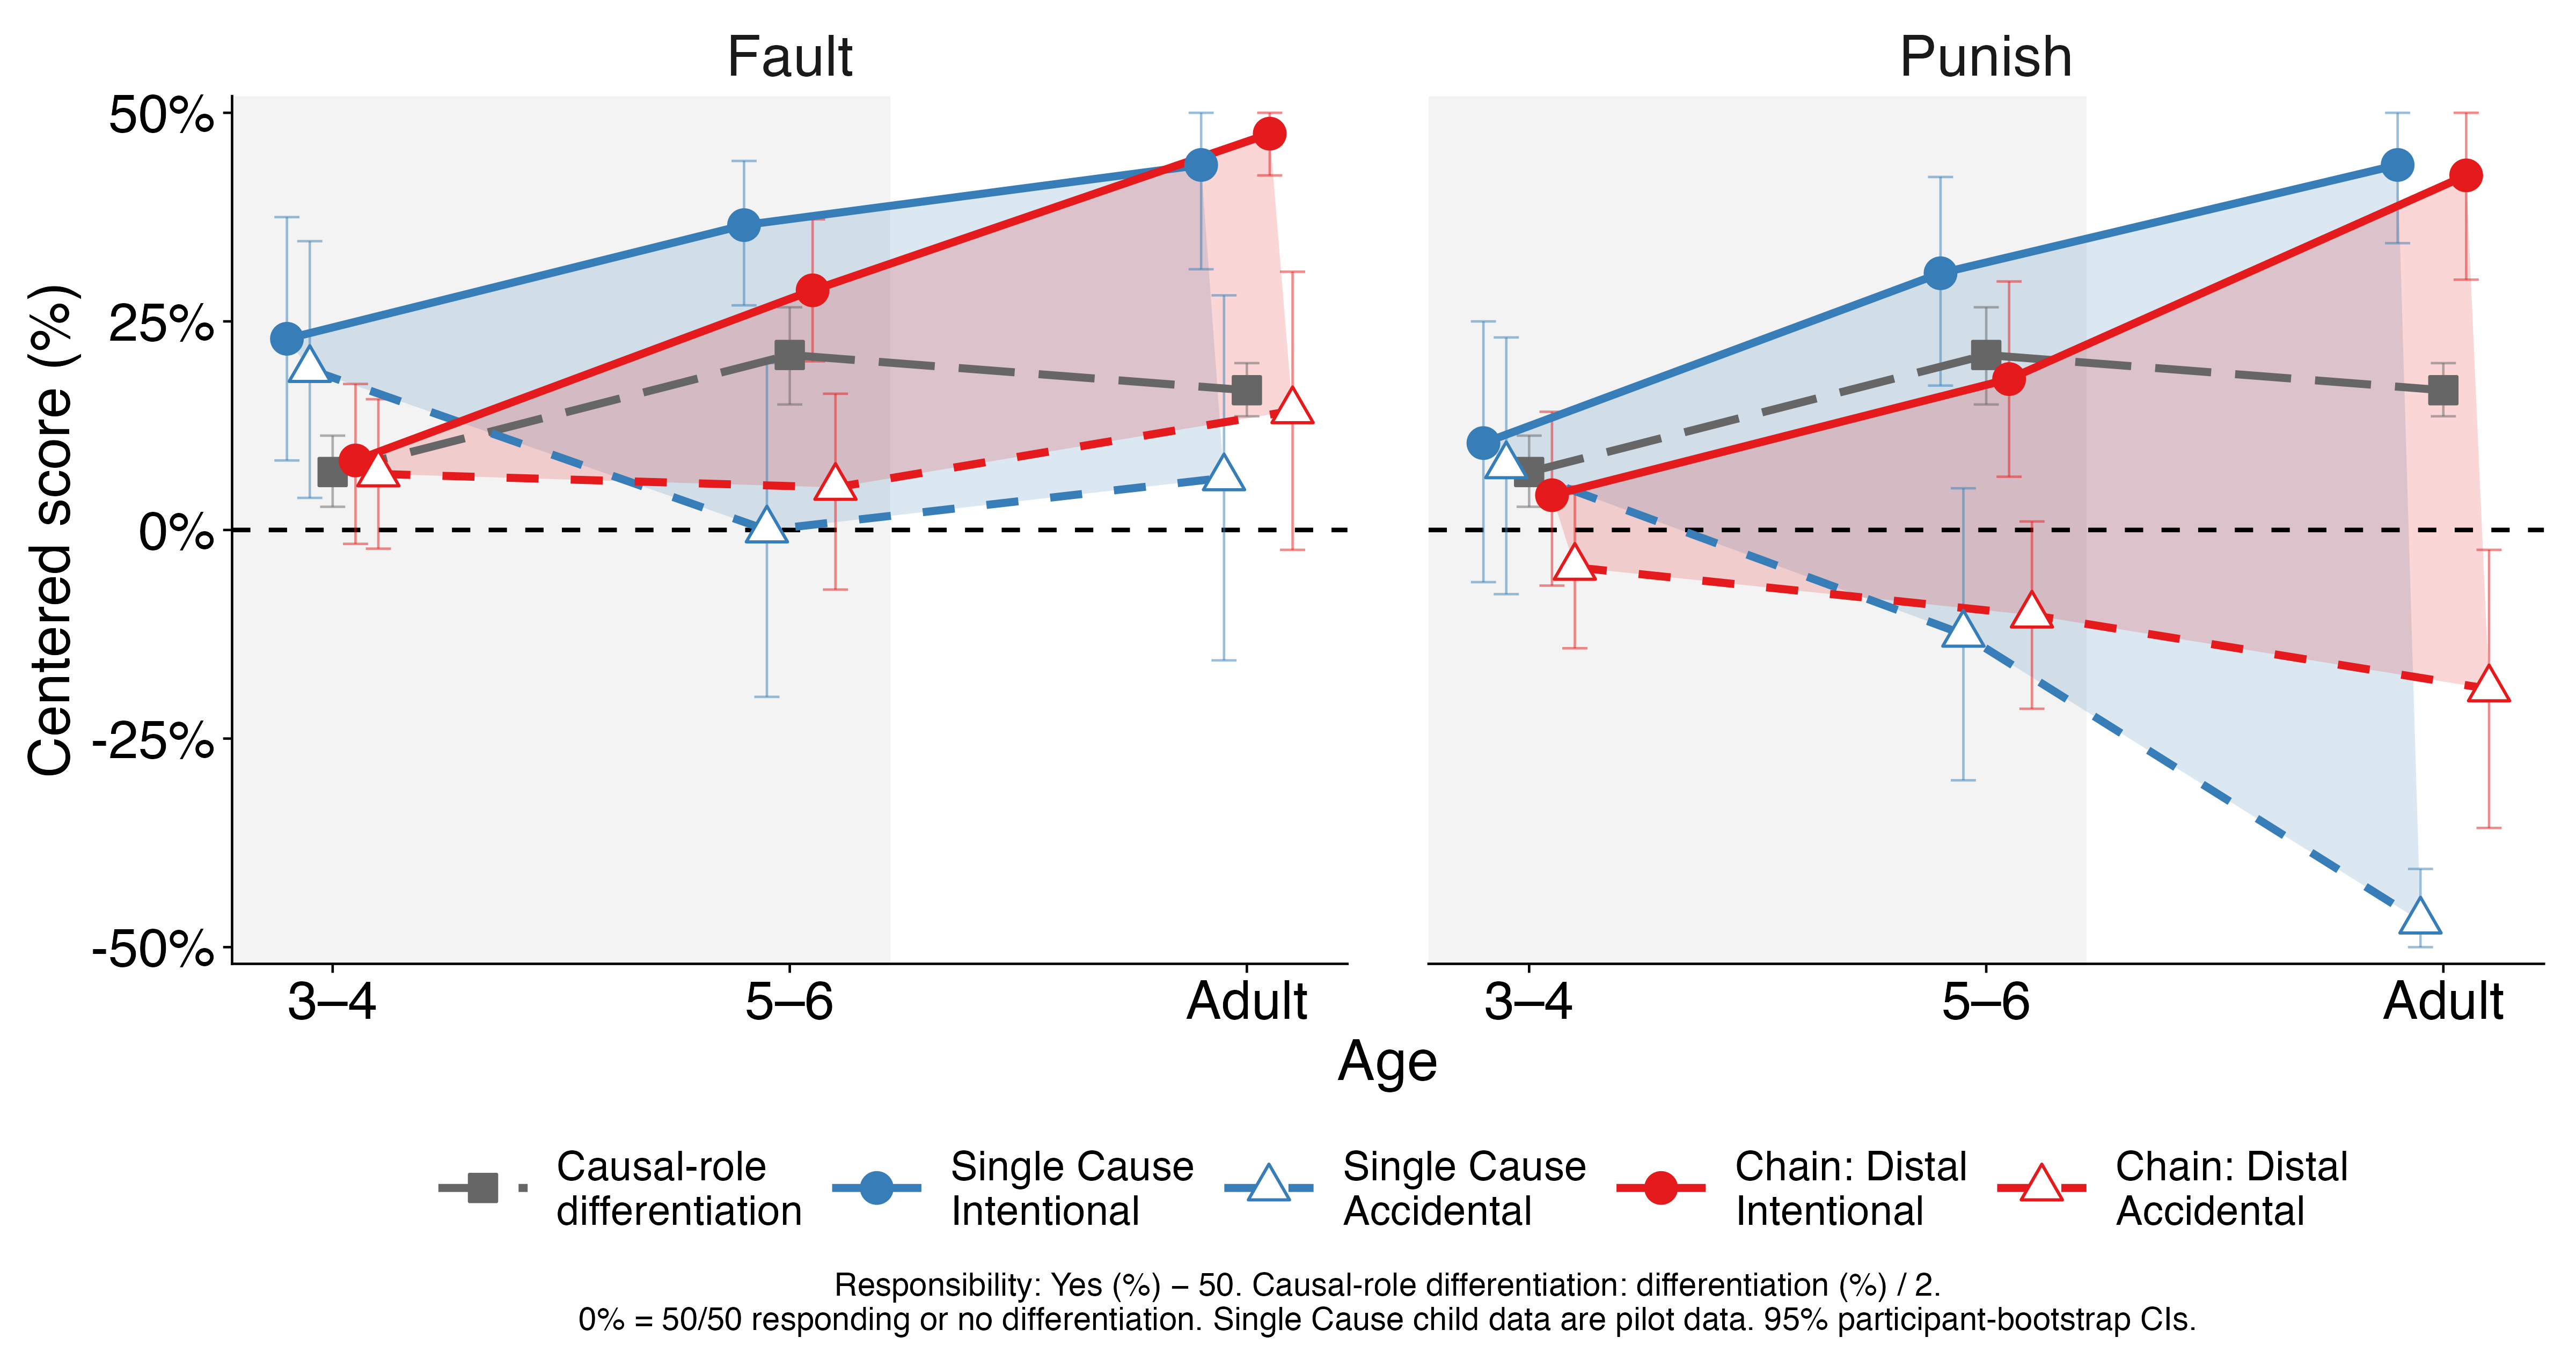 Fault
Punish
50%
25%
0%
-25%
-50%
Centered score (%)
3–4
5–6
Adult
3–4
5–6
Adult
Age
Causal-role
differentiation
Single Cause
Intentional
Single Cause
Accidental
Chain: Distal
Intentional
Chain: Distal
Accidental
Responsibility: Yes (%) − 50. Causal-role differentiation: differentiation (%) / 2.
0% = 50/50 responding or no differentiation. Single Cause child data are pilot data. 95% participant-bootstrap CIs.